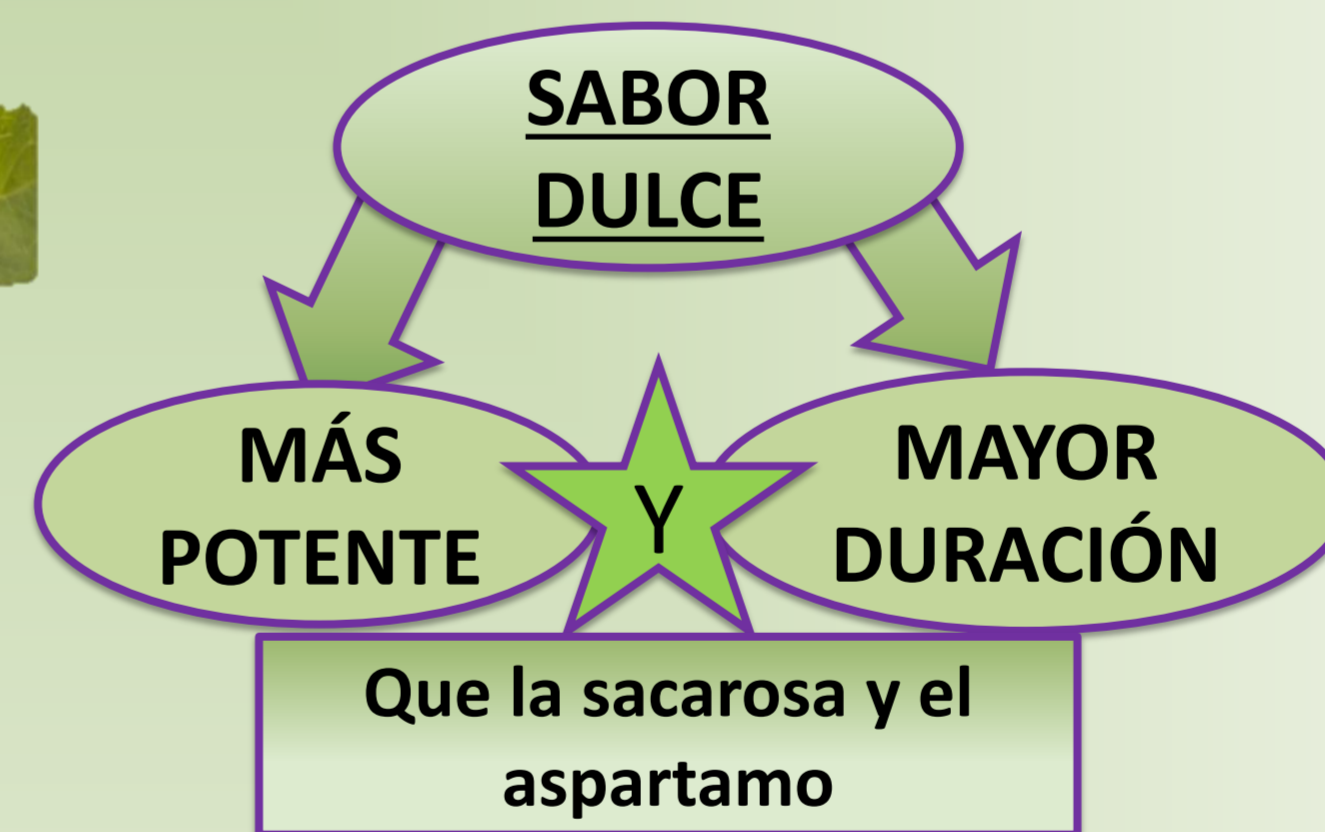 SABOR
DULCE
MÁS
POTENTE
Y
MAYOR
DURACIÓN
Que la sacarosa y el
aspartamo